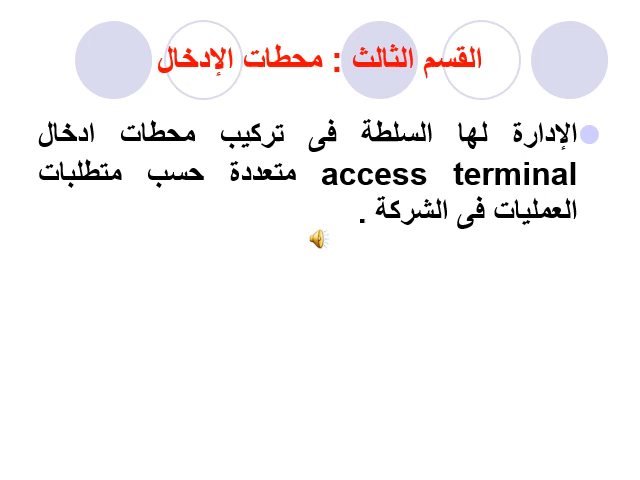 القسم الثالث : محطات الإدخال
الإدارة لها السلطة فى تركيب محطات ادخال
access terminal متعددة حسب متطلبات
العمليات فى الشركة .